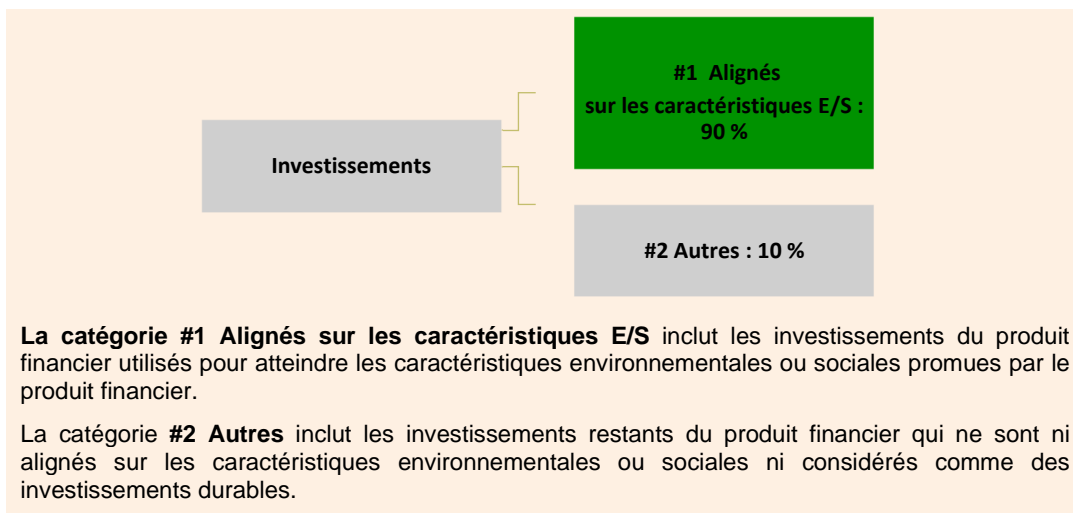 #1 Alignés
sur les caractéristiques E/S :
90 %
Investissements
#2 Autres : 10 %
La catégorie #1 Alignés sur les caractéristiques E/S inclut les investissements du produit
financier utilisés pour atteindre les caractéristiques environnementales ou sociales promues par le
produit financier.
La catégorie #2 Autres inclut les investissements restants du produit financier qui ne sont ni
alignés sur les caractéristiques environnementales ou sociales ni considérés comme des
investissements durables.